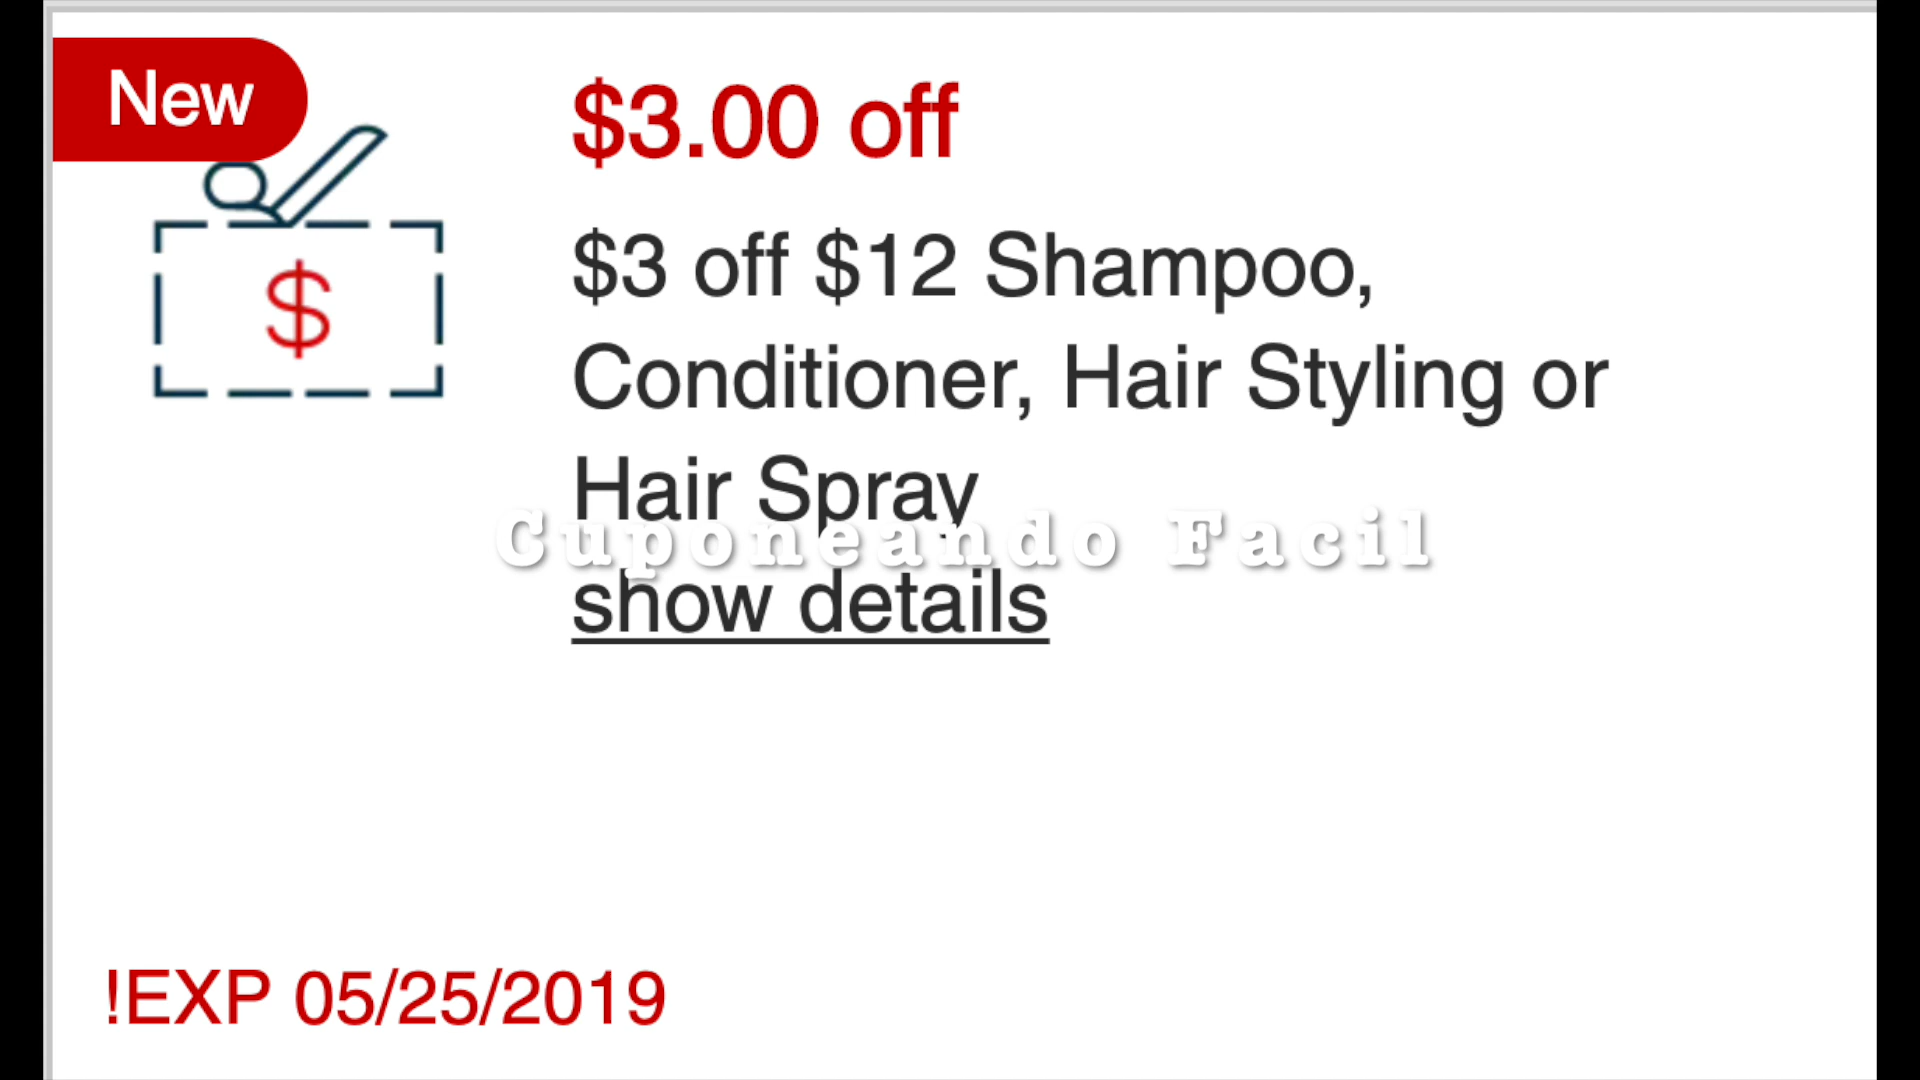 New
$3.00 off
$3 off $12 Shampoo,
Conditioner, Hair Styling or
Hair Spray
Cuponeando Facil
show details
$
!EXP 05/25/2019